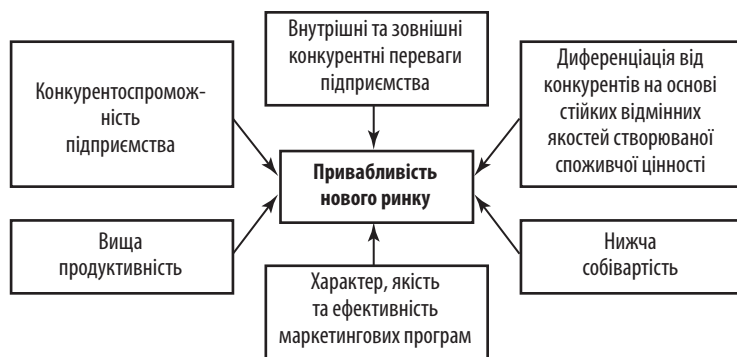 Внутрішні та зовнішні
конкурентні переваги
підприємства
Конкурентоспромож-
ність
підприємства
Диференціація від
конкурентів на основі
стійких відмінних
якостей створюваної
споживчої цінності
Привабливість
нового ринку
Вища
продуктивність
Характер, якість
та ефективність
маркетингових програм
Нижча
собівартість